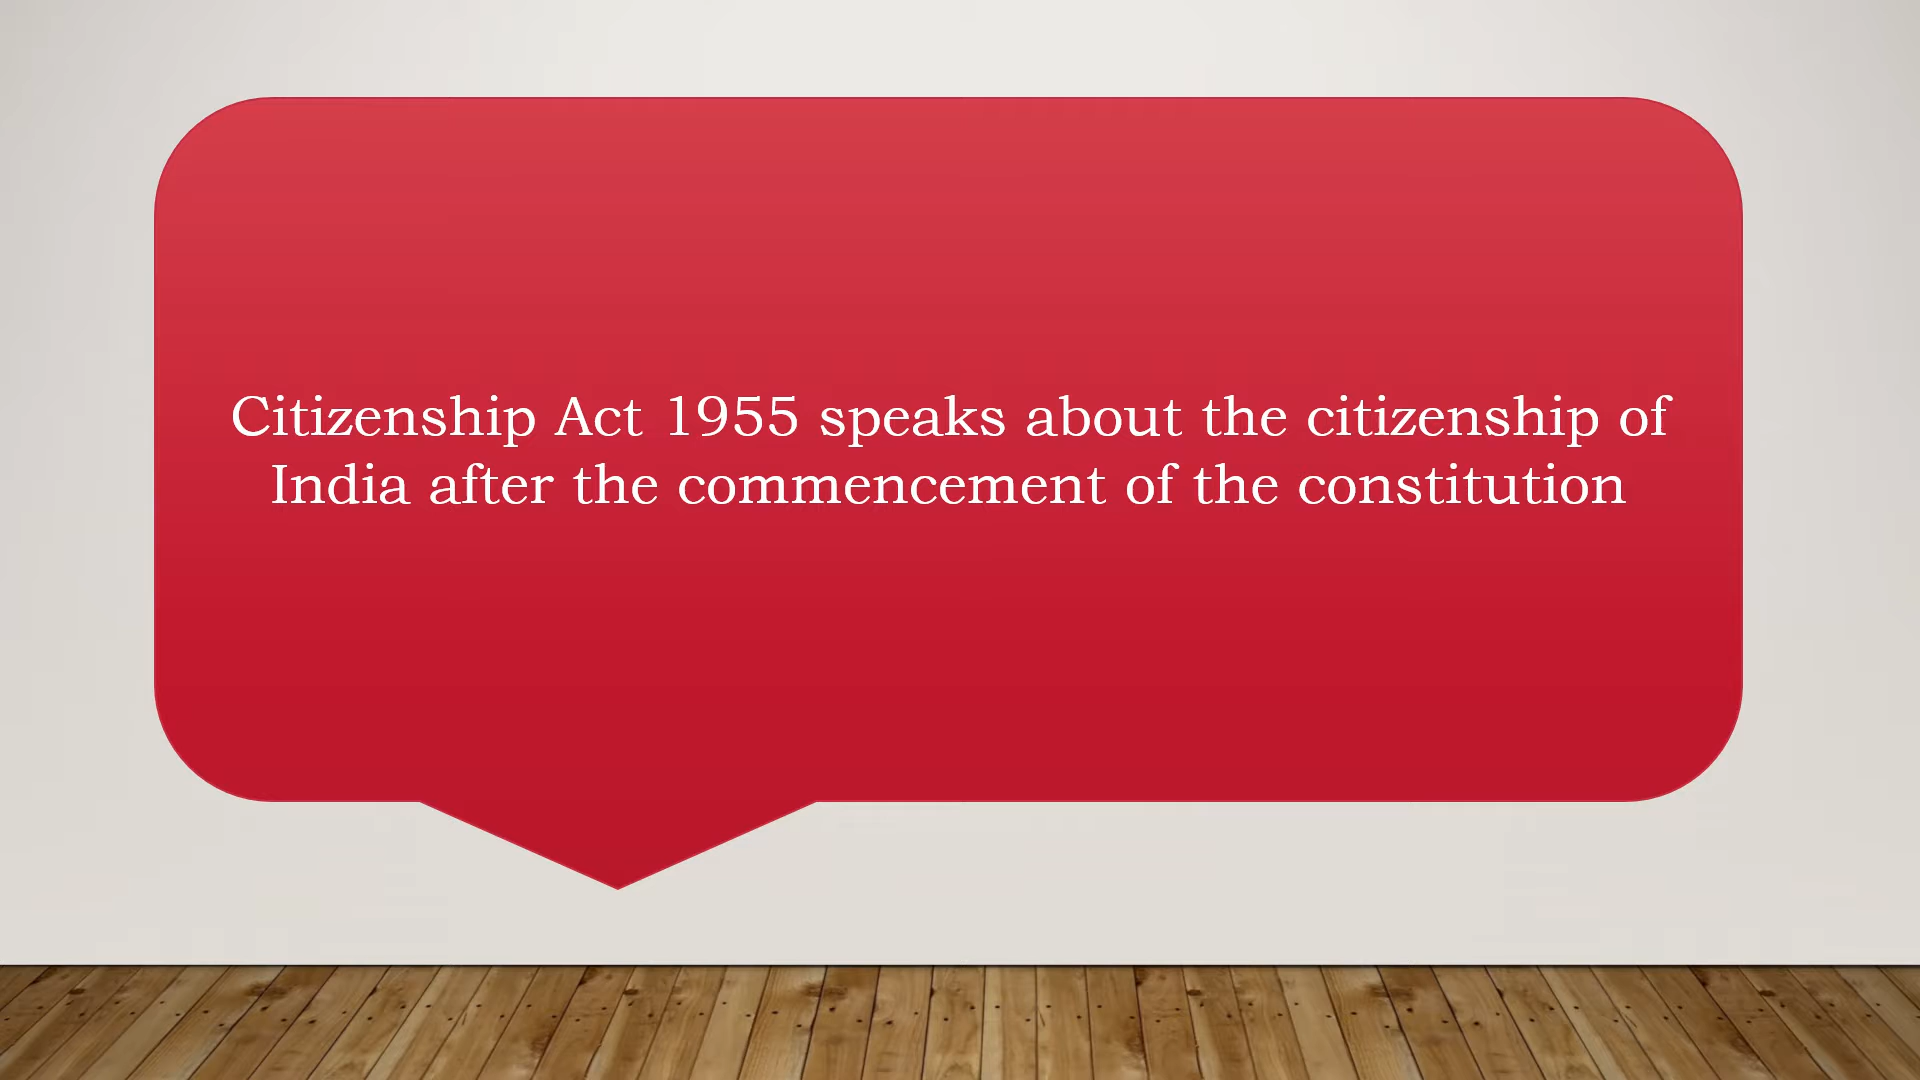 Citizenship Act 1955 speaks about the citizenship of
India after the commencement of the constitution